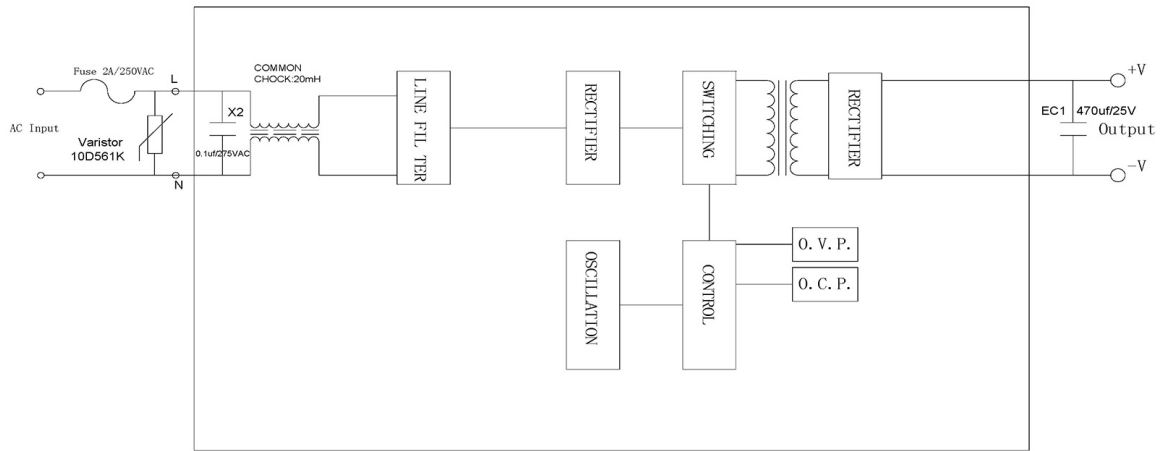 Fuse 2A/250VAC
L
AC Input
Varistor
10D561K
N
COMMON
CHOCK:20mH
X2
0.1uf/275VAC
LINE FIL TER
RECTIFIER
SWITCHING
RECTIFIER
+V
EC1 470uf/25V
Output
-V
OSCILLATION
CONTROL
O.V.P.
O.C.P.